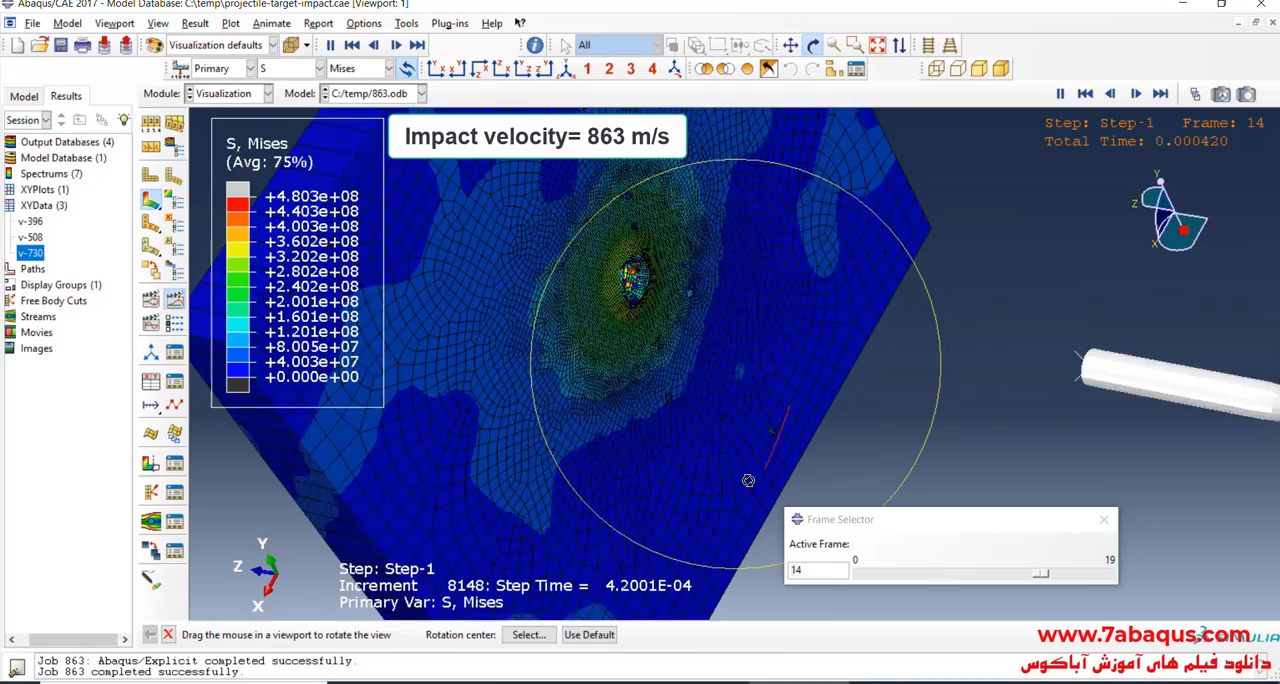 Abaqus/CAE 2017 - Model Database: C:\temp\projectile-target-impact.cae [Viewport: 1]
File Model Viewport View Result Plot Animate Report Options Tools Plug-ins Help
Visualization defaults All
Primary S Mises 1 2 3 4
Model Results Module: Visualization Model: C:/temp/863.odb
Session
Output Databases (4)
Model Database (1)
Spectrums (7)
XYPlots (1)
XYData (3)
v-396
v-508
v-730
Paths
Display Groups (1)
Free Body Cuts
Streams
Movies
Images
S, Mises
(Avg: 75%)
+4.803e+08
+4.403e+08
+4.003e+08
+3.602e+08
+3.202e+08
+2.802e+08
+2.402e+08
+2.001e+08
+1.601e+08
+1.201e+08
+8.005e+07
+4.003e+07
+0.000e+00
Impact velocity= 863 m/s
Step: Step-1 Frame: 14
Total Time: 0.000420
Y
Z
X
Y
Z
X
Step: Step-1
Increment 8148: Step Time = 4.2001E-04
Primary Var: S, Mises
Frame Selector
Active Frame:
0 19
14
Drag the mouse in a viewport to rotate the view Rotation center: Select... Use Default
www.7abaqus.com
SIMULIA
دانلود فیلم های آموزش آباکوس
Job 863: Abaqus/Explicit completed successfully.
Job 863 completed successfully.